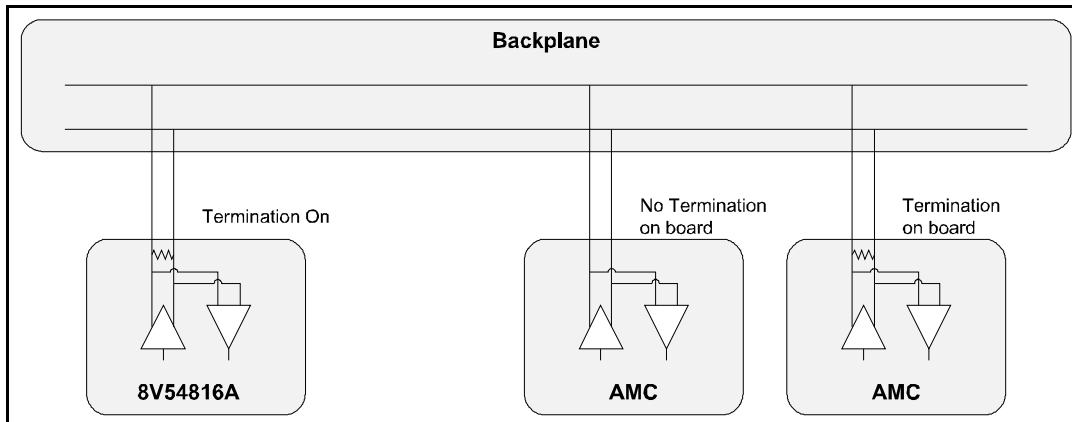 Backplane
Termination On
No Termination
on board
Termination
on board
8V54816A
AMC
AMC